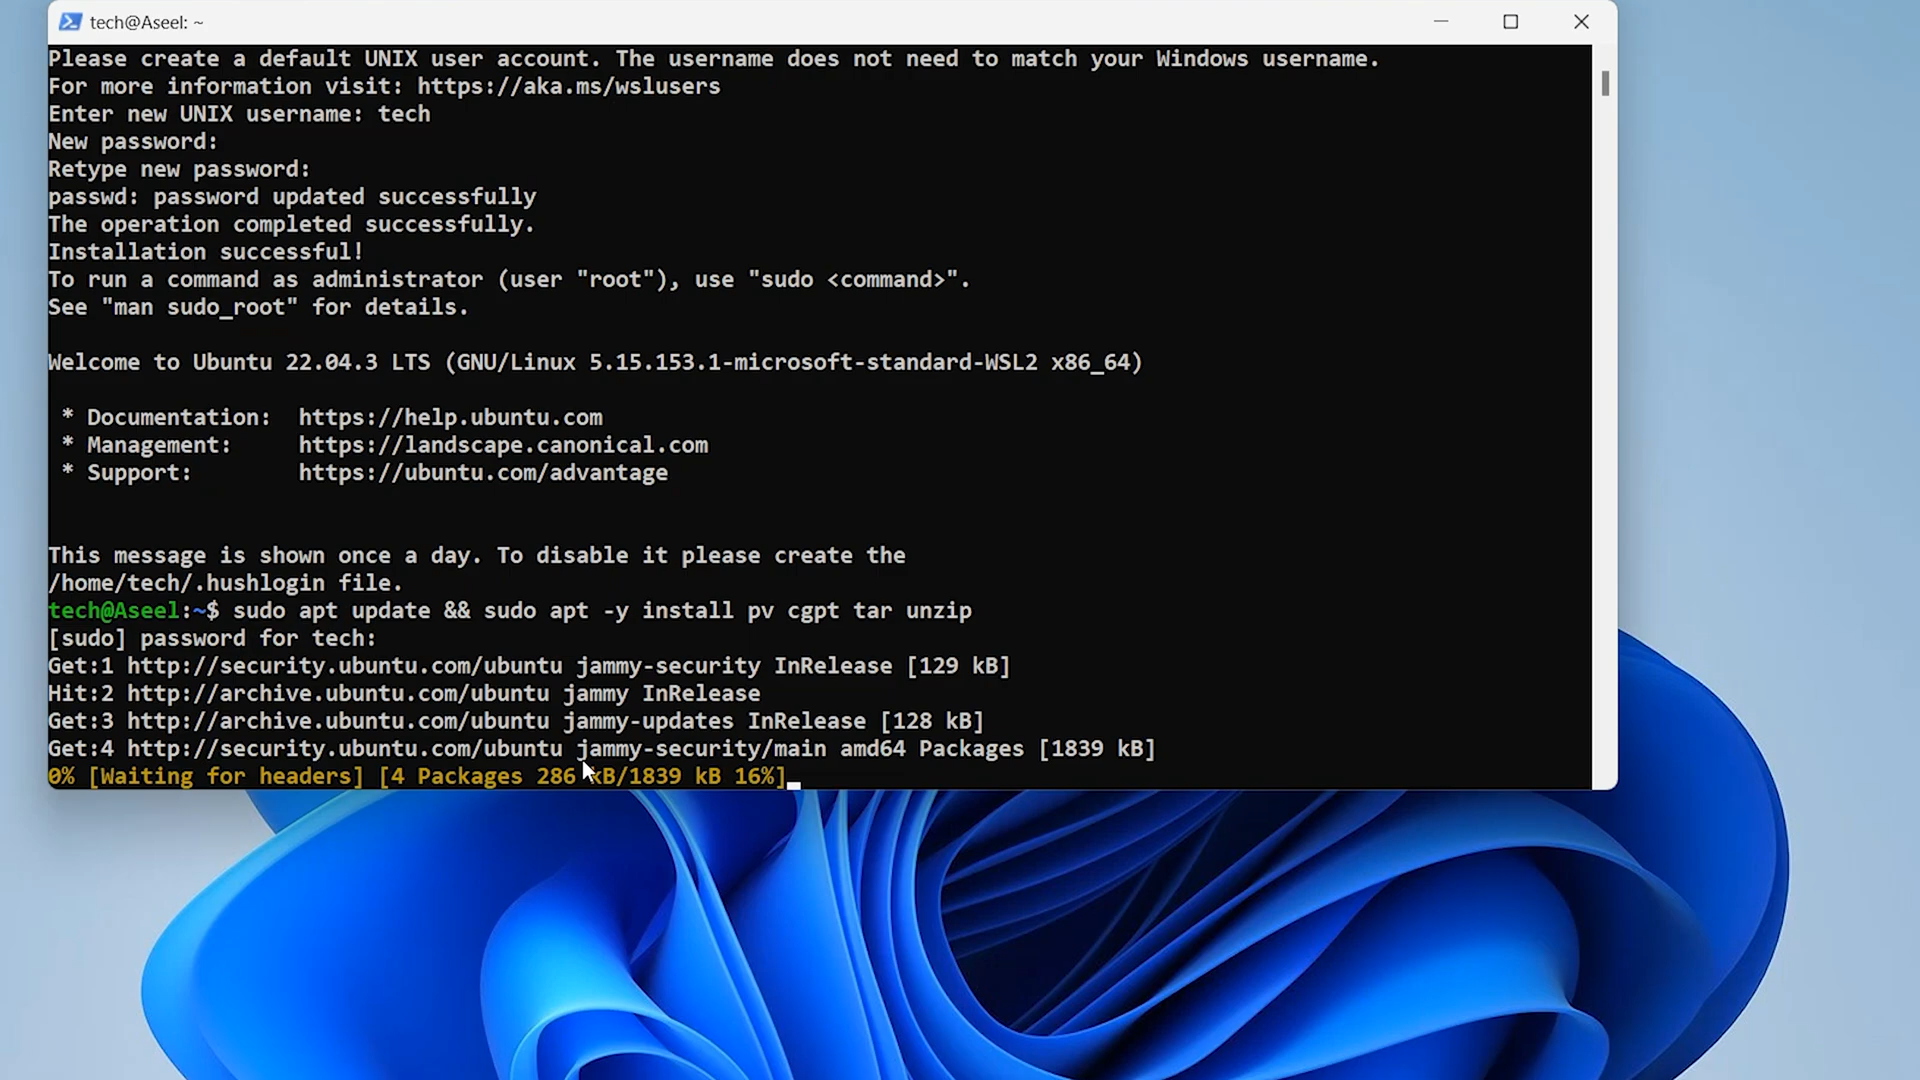 tech@Aseel: ~
Please create a default UNIX user account. The username does not need to match your Windows username.
For more information visit: https://aka.ms/wslusers
Enter new UNIX username: tech
New password:
Retype new password:
passwd: password updated successfully
The operation completed successfully.
Installation successful!
To run a command as administrator (user "root"), use "sudo <command>".
See "man sudo_root" for details.
Welcome to Ubuntu 22.04.3 LTS (GNU/Linux 5.15.153.1-microsoft-standard-WSL2 x86_64)
* Documentation: https://help.ubuntu.com
* Management: https://landscape.canonical.com
* Support: https://ubuntu.com/advantage
This message is shown once a day. To disable it please create the
/home/tech/.hushlogin file.
tech@Aseel:~$ sudo apt update && sudo apt -y install pv cgpt tar unzip
[sudo] password for tech:
Get:1 http://security.ubuntu.com/ubuntu jammy-security InRelease [129 kB]
Hit:2 http://archive.ubuntu.com/ubuntu jammy InRelease
Get:3 http://archive.ubuntu.com/ubuntu jammy-updates InRelease [128 kB]
Get:4 http://security.ubuntu.com/ubuntu jammy-security/main amd64 Packages [1839 kB]
0% [Waiting for headers] [4 Packages 286 kB/1839 kB 16%]